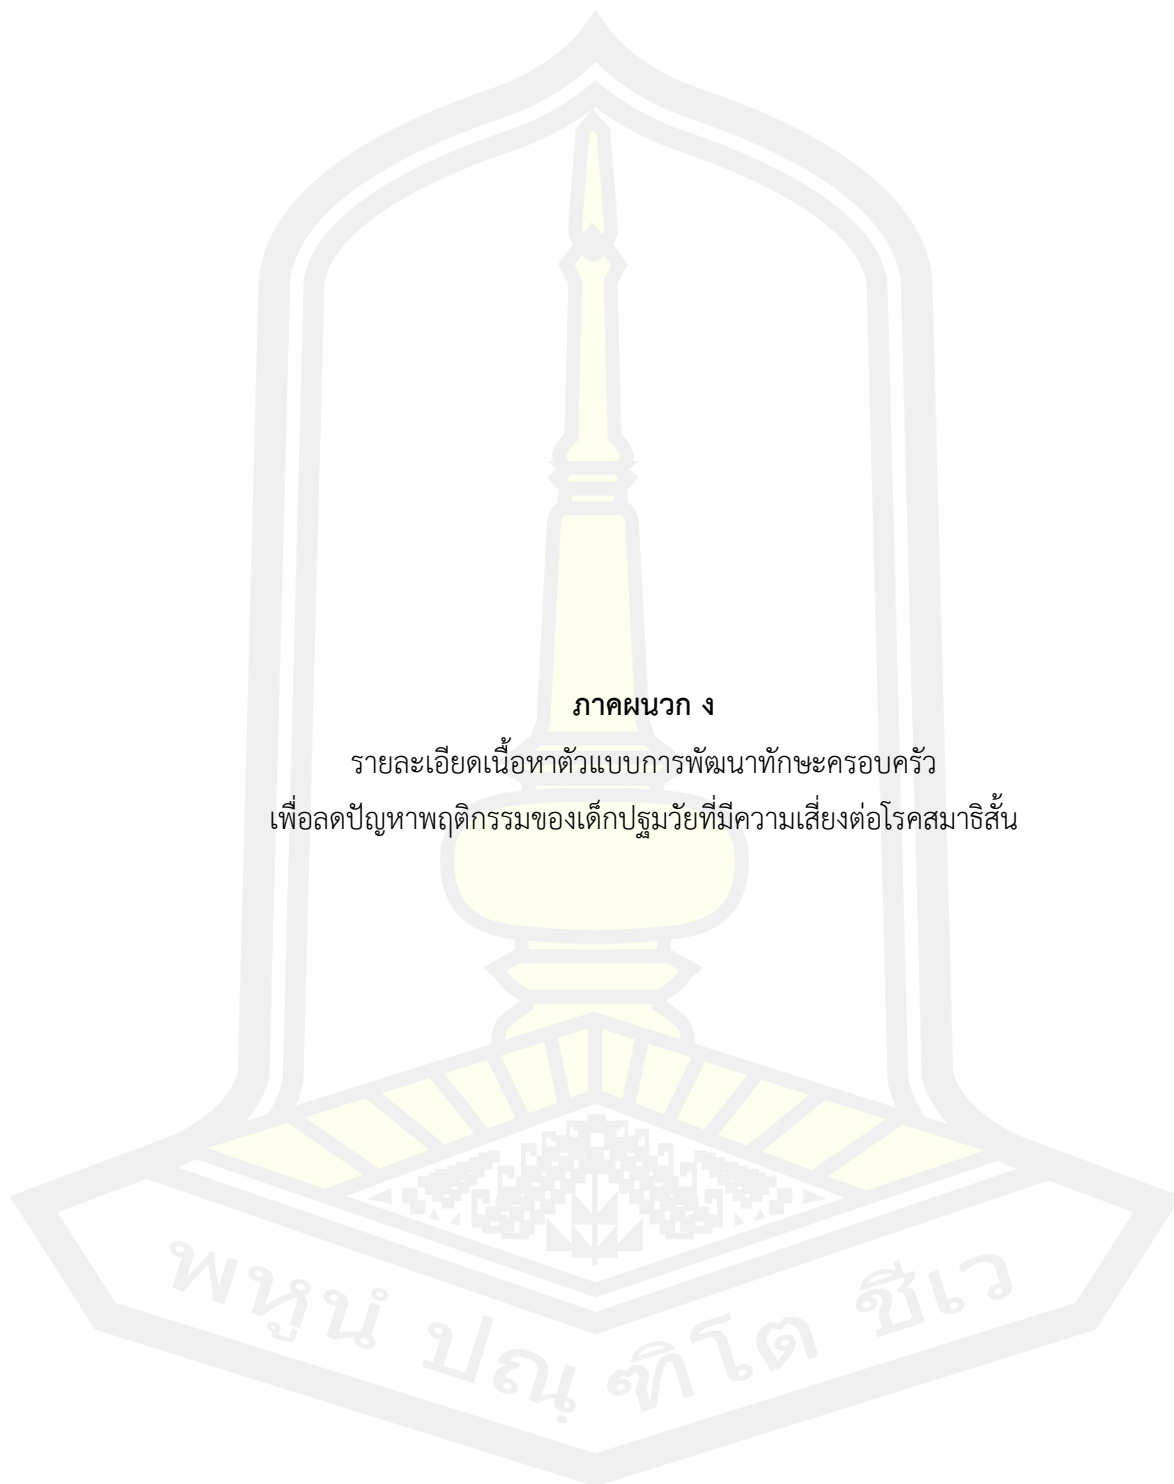 ภาคผนวก ง
รายละเอียดเนื้อหาตัวแบบการพัฒนาทักษะครอบครัว
เพื่อลดปัญหาพฤติกรรมของเด็กปฐมวัยที่มีความเสี่ยงต่อโรคสมาธิสั้น
พหูนํ ปณฺฑิโต ชีเว